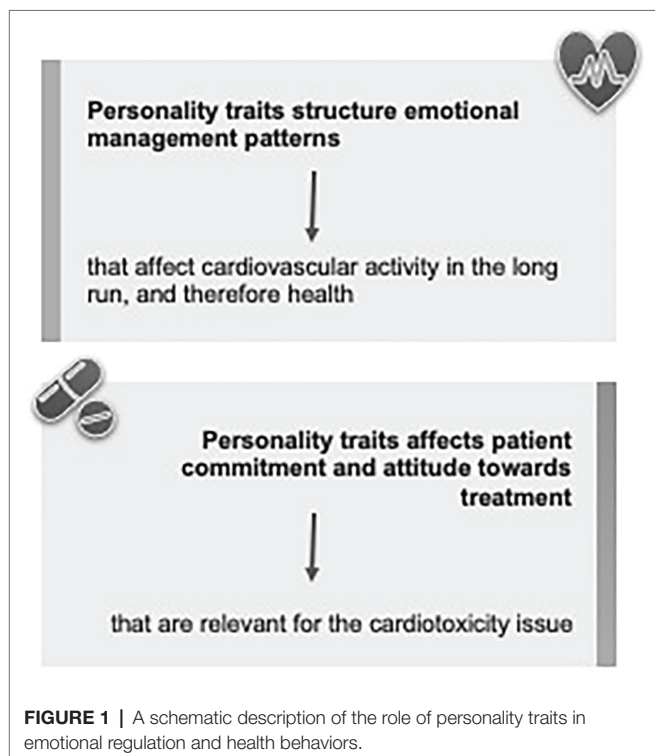 Personality traits structure emotional
management patterns
that affect cardiovascular activity in the long
run, and therefore health
Personality traits affects patient
commitment and attitude towards
treatment
that are relevant for the cardiotoxicity issue
FIGURE 1 | A schematic description of the role of personality traits in
emotional regulation and health behaviors.